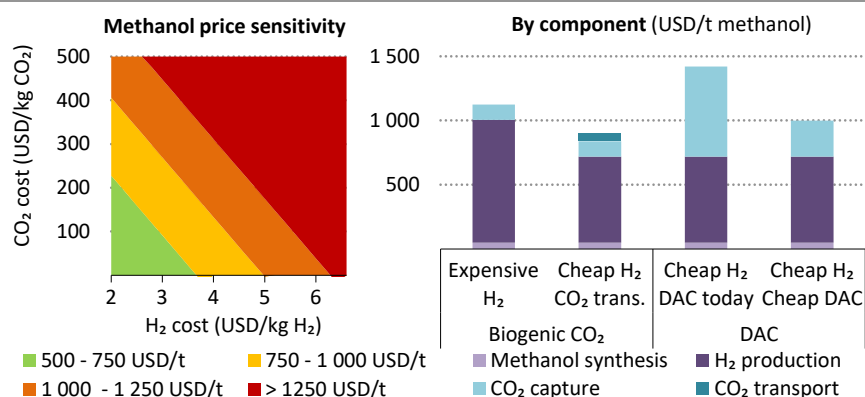 Methanol price sensitivity
CO₂ cost (USD/kg CO₂)
500
400
300
200
100
2 3 4 5 6
H₂ cost (USD/kg H₂)
500 - 750 USD/t
750 - 1 000 USD/t
1 000 - 1 250 USD/t
> 1250 USD/t
By component (USD/t methanol)
1 500
1 000
500
Expensive H₂
Cheap H₂ CO₂ trans.
Cheap H₂ DAC today
Cheap H₂ Cheap DAC
Biogenic CO₂
DAC
Methanol synthesis
H₂ production
CO₂ capture
CO₂ transport